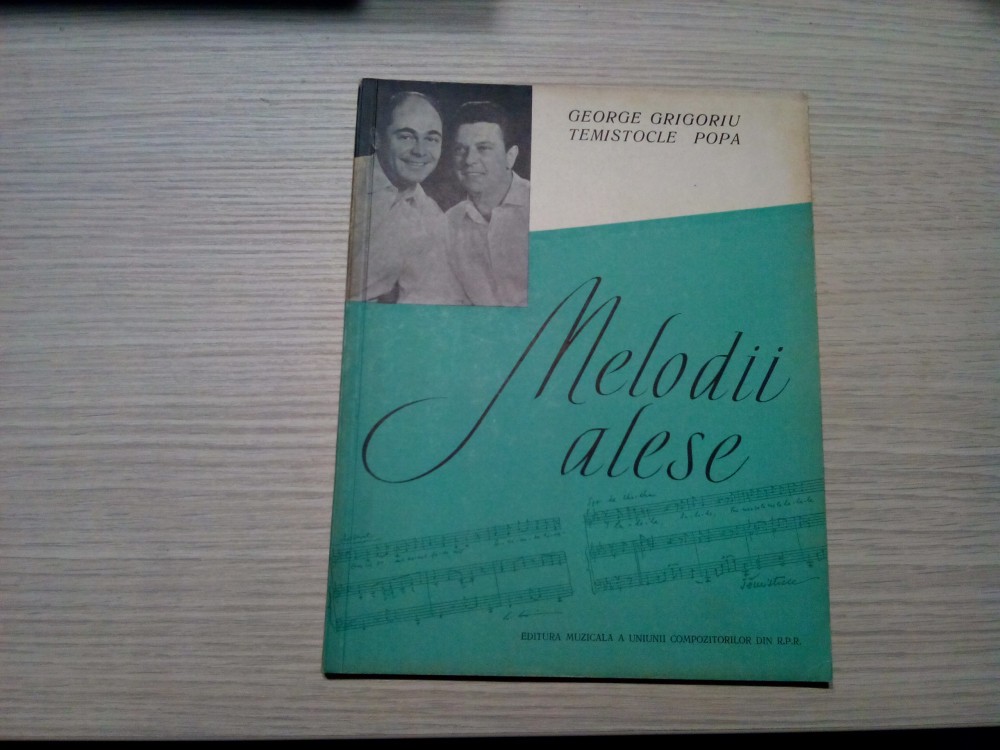 GEORGE GRIGORIU
TEMISTOCLE POPA
Melodii
alese
EDITURA MUZICALA A UNIUNII COMPOZITORILOR DIN R.P.R.